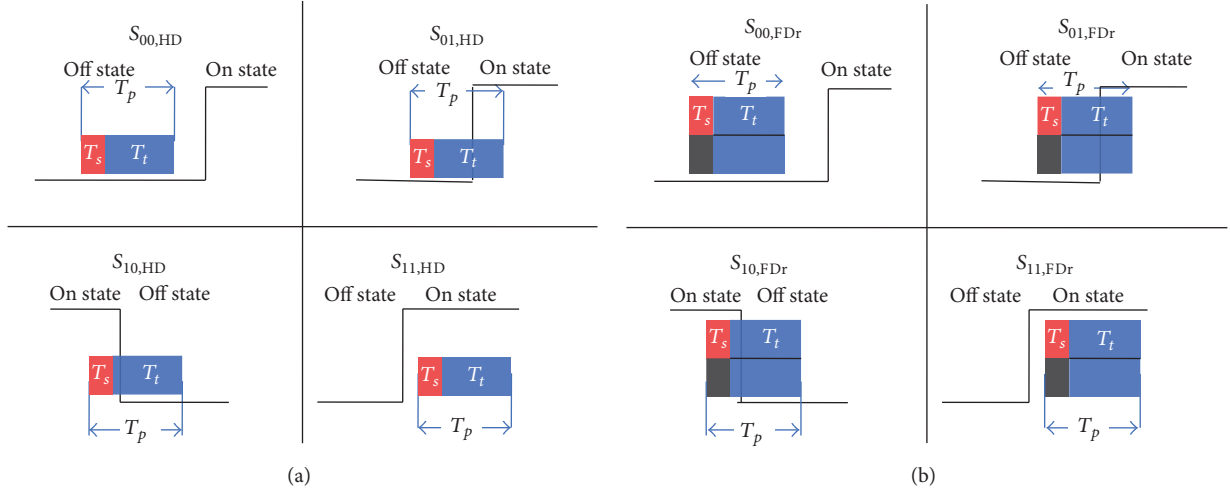 S00,HD
Off state On state
Tp
Ts Tt
S01,HD
Off state On state
Tp
Ts Tt
S10,HD
On state Off state
Ts Tt
Tp
S11,HD
Off state On state
Ts Tt
Tp
(a)
S00,FDr
Off state On state
Tp
Ts Tt
S01,FDr
Off state On state
Tp
Ts Tt
S10,FDr
On state Off state
Ts Tt
Tp
S11,FDr
Off state On state
Ts Tt
Tp
(b)